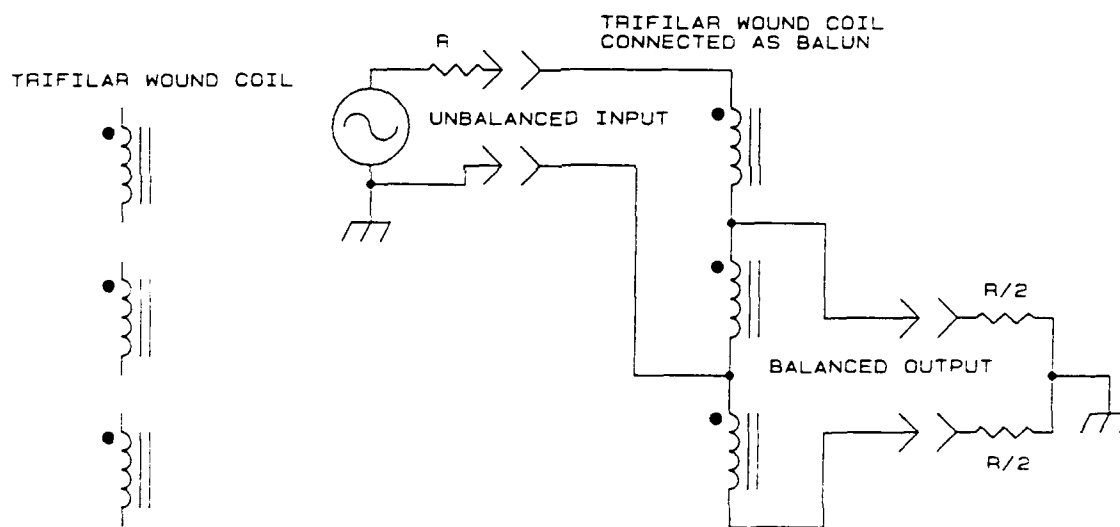 TRIFILAR WOUND COIL
R
UNBALANCED INPUT
TRIFILAR WOUND COIL
CONNECTED AS BALUN
R/2
BALANCED OUTPUT
R/2